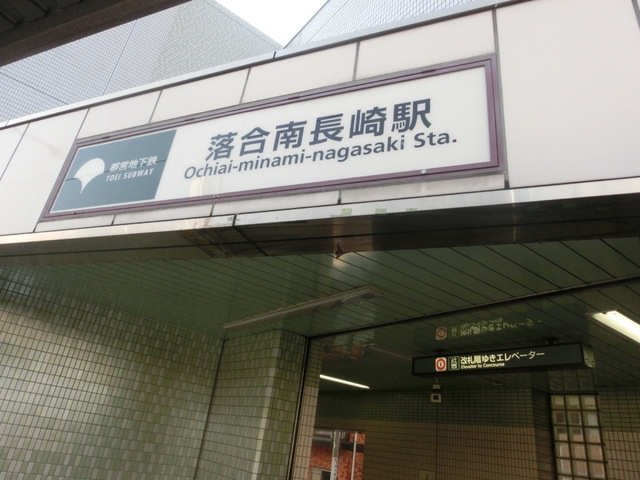 都営地下鉄
TOEI SUBWAY
落合南長崎駅
Ochiai-minami-nagasaki Sta.
改札階ゆきエレベーター
Elevator to Concourse